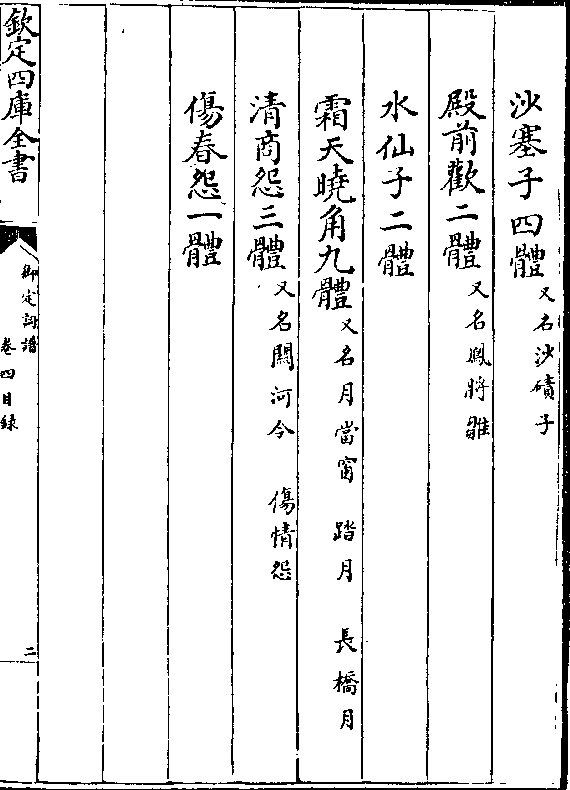 沙塞子四體又名沙磧子
殿前歡二體又名鳳將雛
水仙子二體
霜天曉角九體又名月當窗 踏月 長橋月
清商怨三體又名關河令 傷情怨
傷春怨一體
欽定四庫全書
御定詞譜
卷四目録
二